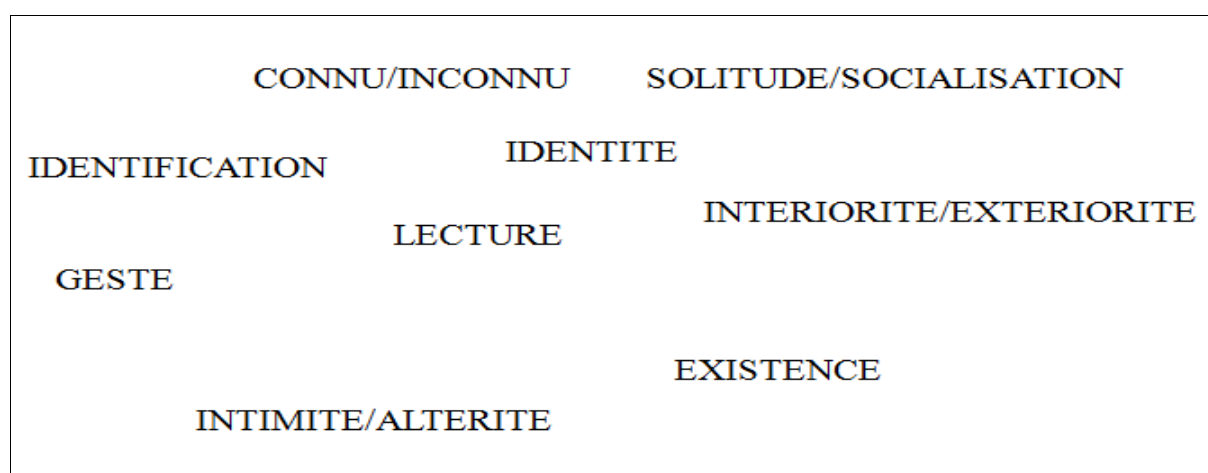 CONNU/INCONNU SOLITUDE/SOCIALISATION
IDENTITE
IDENTIFICATION
INTERIORITE/EXTERIORITE
LECTURE
GESTE
EXISTENCE
INTIMITE/ALTERITE